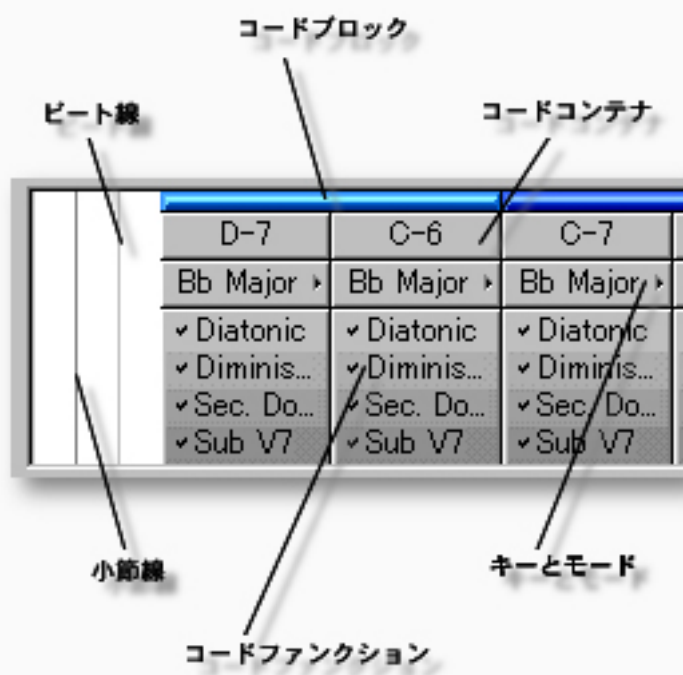 コードブロック
ビート線
コードコンテナ
D-7 C-6 C-7
Bb Major Bb Major Bb Major
Diatonic Diatonic Diatonic
Diminis... Diminis... Diminis...
Sec. Do... Sec. Do... Sec. Do...
Sub V7 Sub V7 Sub V7
小節線
キーとモード
コードファンクション